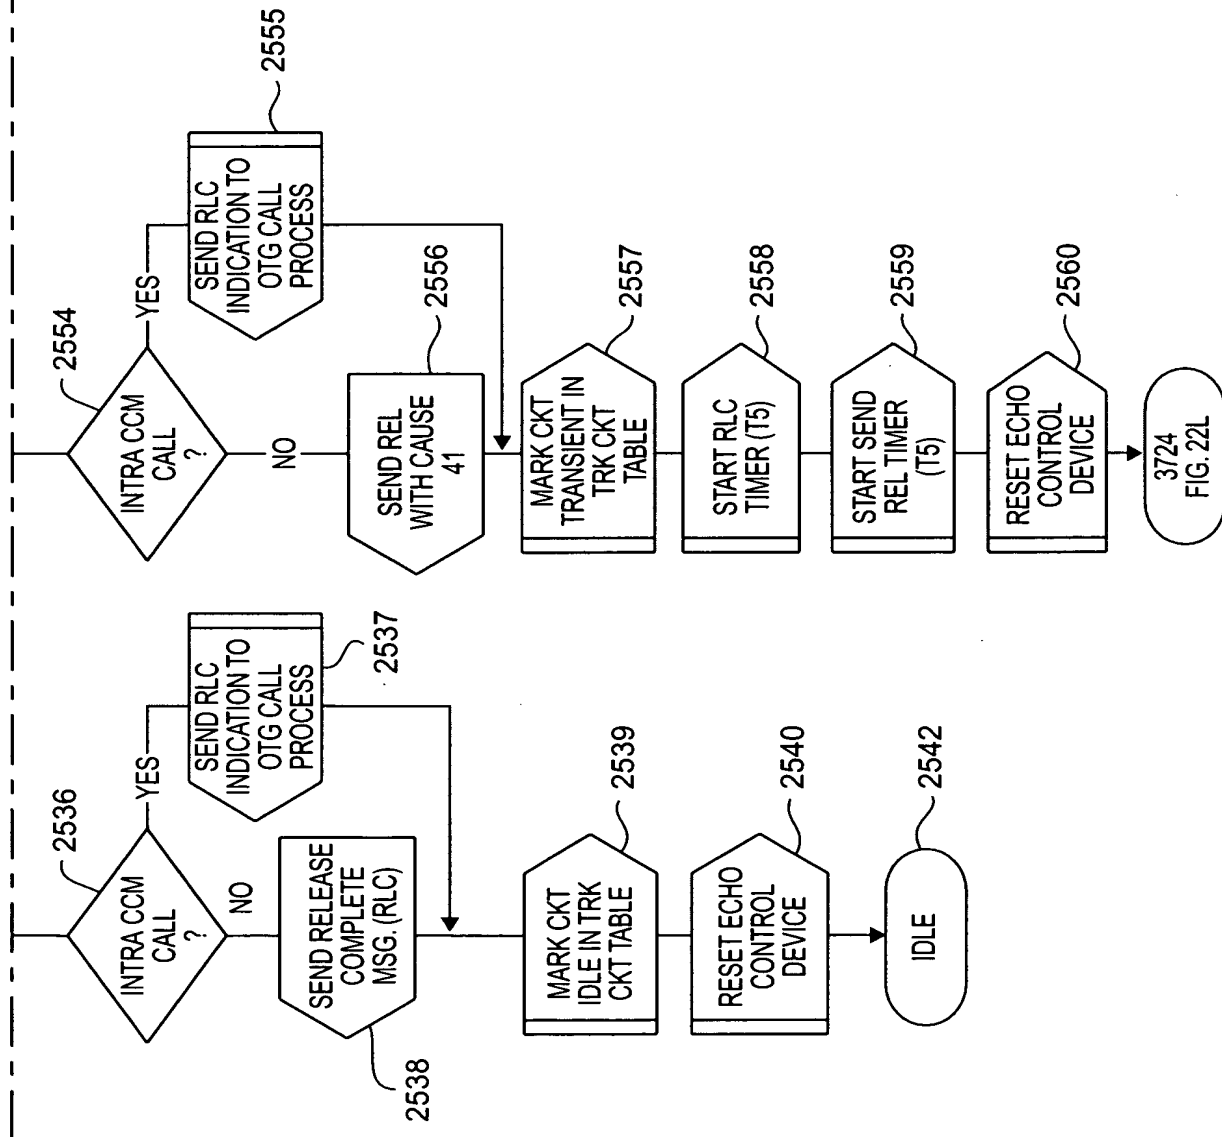 INTRA CCM
CALL
?
2536
YES
NO
SEND RLC
INDICATION TO
OTG CALL
PROCESS
2537
SEND RELEASE
COMPLETE
MSG. (RLC)
2538
MARK CKT
IDLE IN TRK
CKT TABLE
2539
RESET ECHO
CONTROL
DEVICE
2540
IDLE
2542
INTRA CCM
CALL
?
2554
YES
NO
SEND RLC
INDICATION TO
OTG CALL
PROCESS
2555
SEND REL
WITH CAUSE
41
2556
MARK CKT
TRANSIENT IN
TRK CKT
TABLE
2557
START RLC
TIMER (T5)
2558
START SEND
REL TIMER
(T5)
2559
RESET ECHO
CONTROL
DEVICE
2560
3724
FIG. 22L